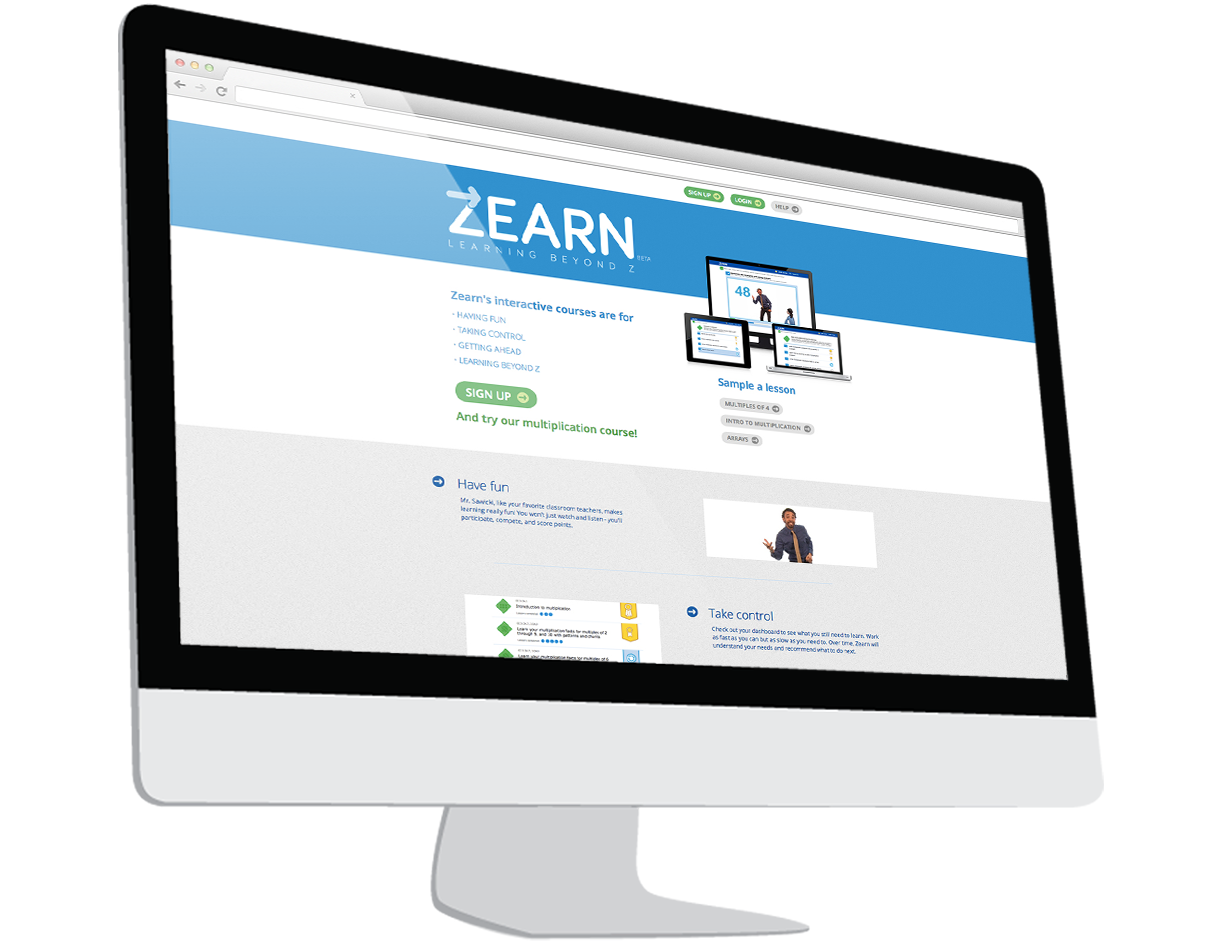 SIGN UP
LOGIN
HELP
ZEARN
LEARNING BEYOND Z
BETA
48
Zearn's interactive courses are for
· HAVING FUN
· TAKING CONTROL
· GETTING AHEAD
· LEARNING BEYOND Z
SIGN UP
And try our multiplication course!
Sample a lesson
MULTIPLES OF 4
INTRO TO MULTIPLICATION
ARRAYS
Have fun
Mr. Sawicki, like your favorite classroom teachers, makes
learning really fun! You won't just watch and listen - you'll
participate, compete, and score points.
Introduction to multiplication
Learn your multiplication facts for multiples of 2
through 5, and 10 with patterns and chunks
Learn your multiplication facts for multiples of 6
Take control
Check out your dashboard to see what you still need to learn. Work
as fast as you can but as slow as you need to. Over time, Zearn will
understand your needs and recommend what to do next.